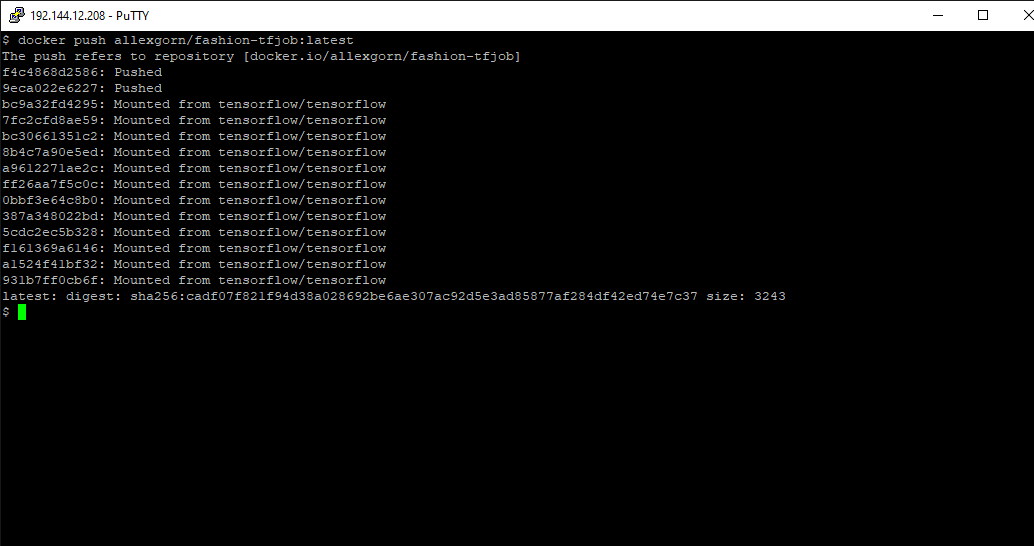 192.144.12.208 - PuTTY
$ docker push allexgorn/fashion-tfjob:latest
The push refers to repository [docker.io/allexgorn/fashion-tfjob]
f4c4868d2586: Pushed
9eca022e6227: Pushed
bc9a32fd4295: Mounted from tensorflow/tensorflow
7fc2cfd8ae59: Mounted from tensorflow/tensorflow
bc30661351c2: Mounted from tensorflow/tensorflow
8b4c7a90e5ed: Mounted from tensorflow/tensorflow
a9612271ae2c: Mounted from tensorflow/tensorflow
ff26aa7f5c0c: Mounted from tensorflow/tensorflow
0bbf3e64c8b0: Mounted from tensorflow/tensorflow
387a348022bd: Mounted from tensorflow/tensorflow
5cdc2ec5b328: Mounted from tensorflow/tensorflow
f161369a6146: Mounted from tensorflow/tensorflow
a1524f41bf32: Mounted from tensorflow/tensorflow
931b7ff0cb6f: Mounted from tensorflow/tensorflow
latest: digest: sha256:cadf07f821f94d38a028692be6ae307ac92d5e3ad85877af284df42ed74e7c37 size: 3243
$